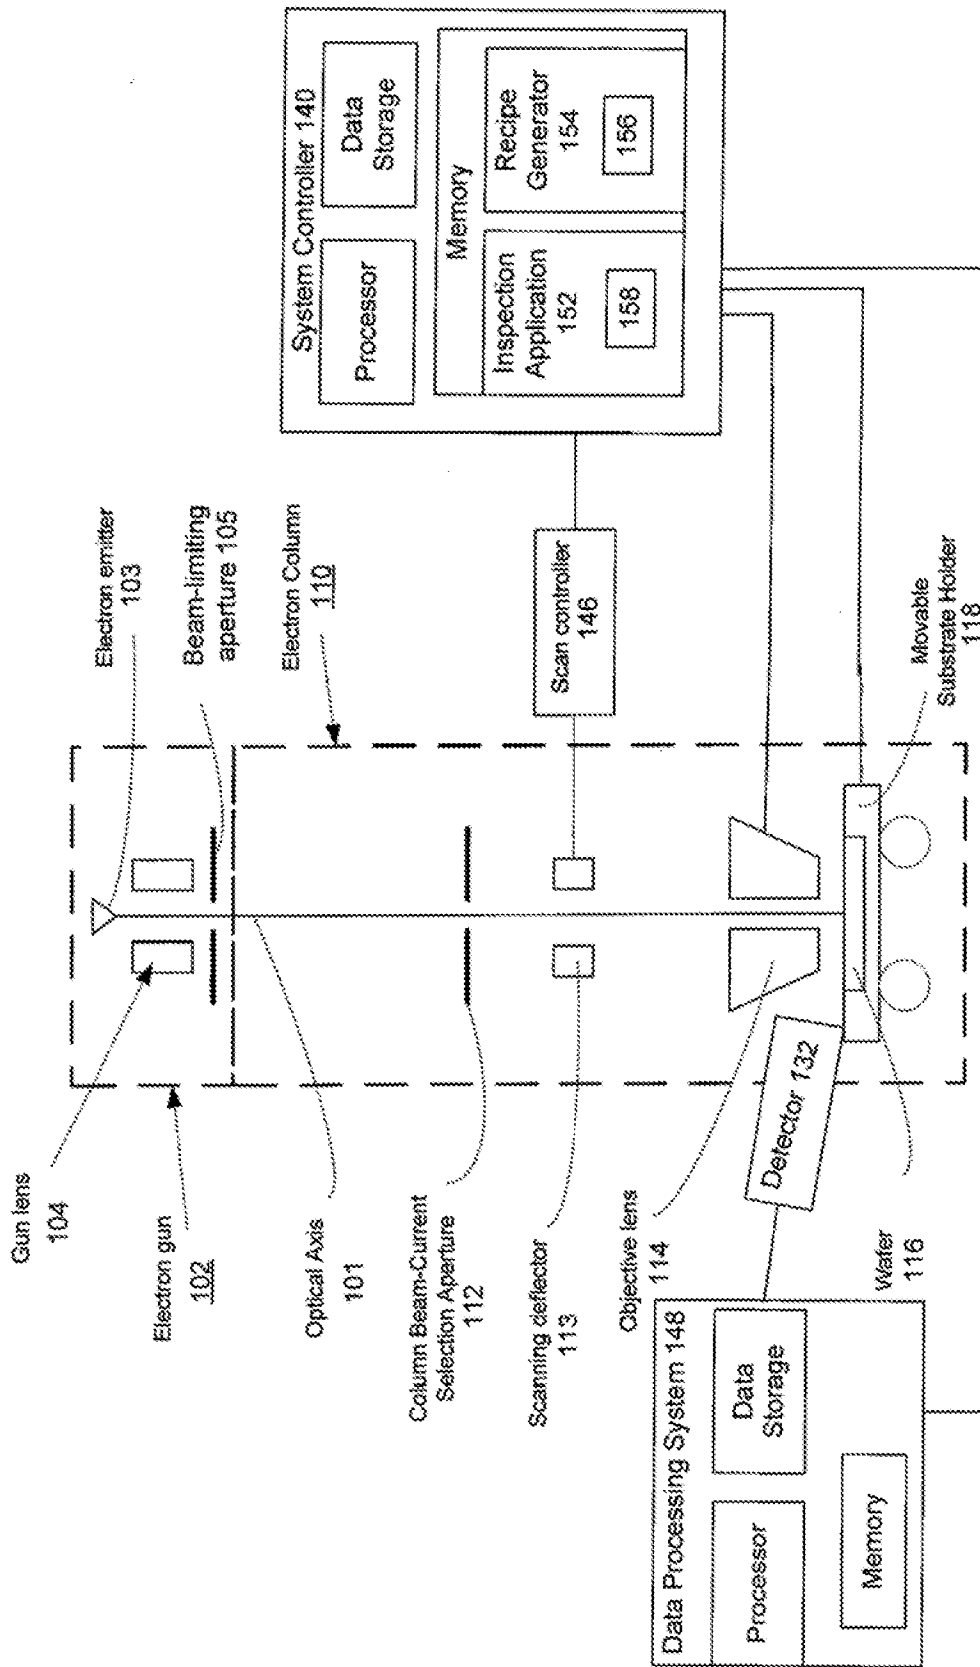 Gun lens
104
Electron gun
102
Optical Axis
101
Column Beam-Current
Selection Aperture
112
Scanning deflector
113
Objective lens
114
Wafer
116
Electron emitter
103
Beam-limiting
aperture 105
Electron Column
110
Scan controller
146
Movable
Substrate Holder
118
Detector 132
System Controller 140
Processor
Data
Storage
Memory
Inspection
Application
152
158
Recipe
Generator
154
156
Data Processing System 148
Processor
Data
Storage
Memory